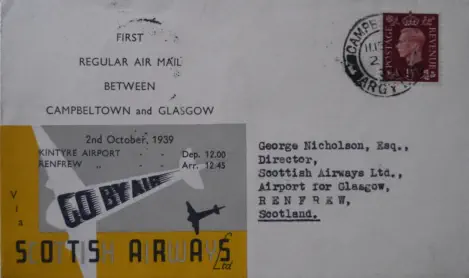 FIRST
REGULAR AIR MAIL
BETWEEN
CAMPBELTOWN and GLASGOW
2nd October, 1939
KINTYRE AIRPORT - - Dep. 12.00
RENFREW ,, - Arr. 12.45
GO BY AIR
Via
SCOTTISH AIRWAYS Ltd
POSTAGE REVENUE
George Nicholson, Esq.,
Director,
Scottish Airways Ltd.,
Airport for Glasgow,
R E N F R E W,
Scotland.